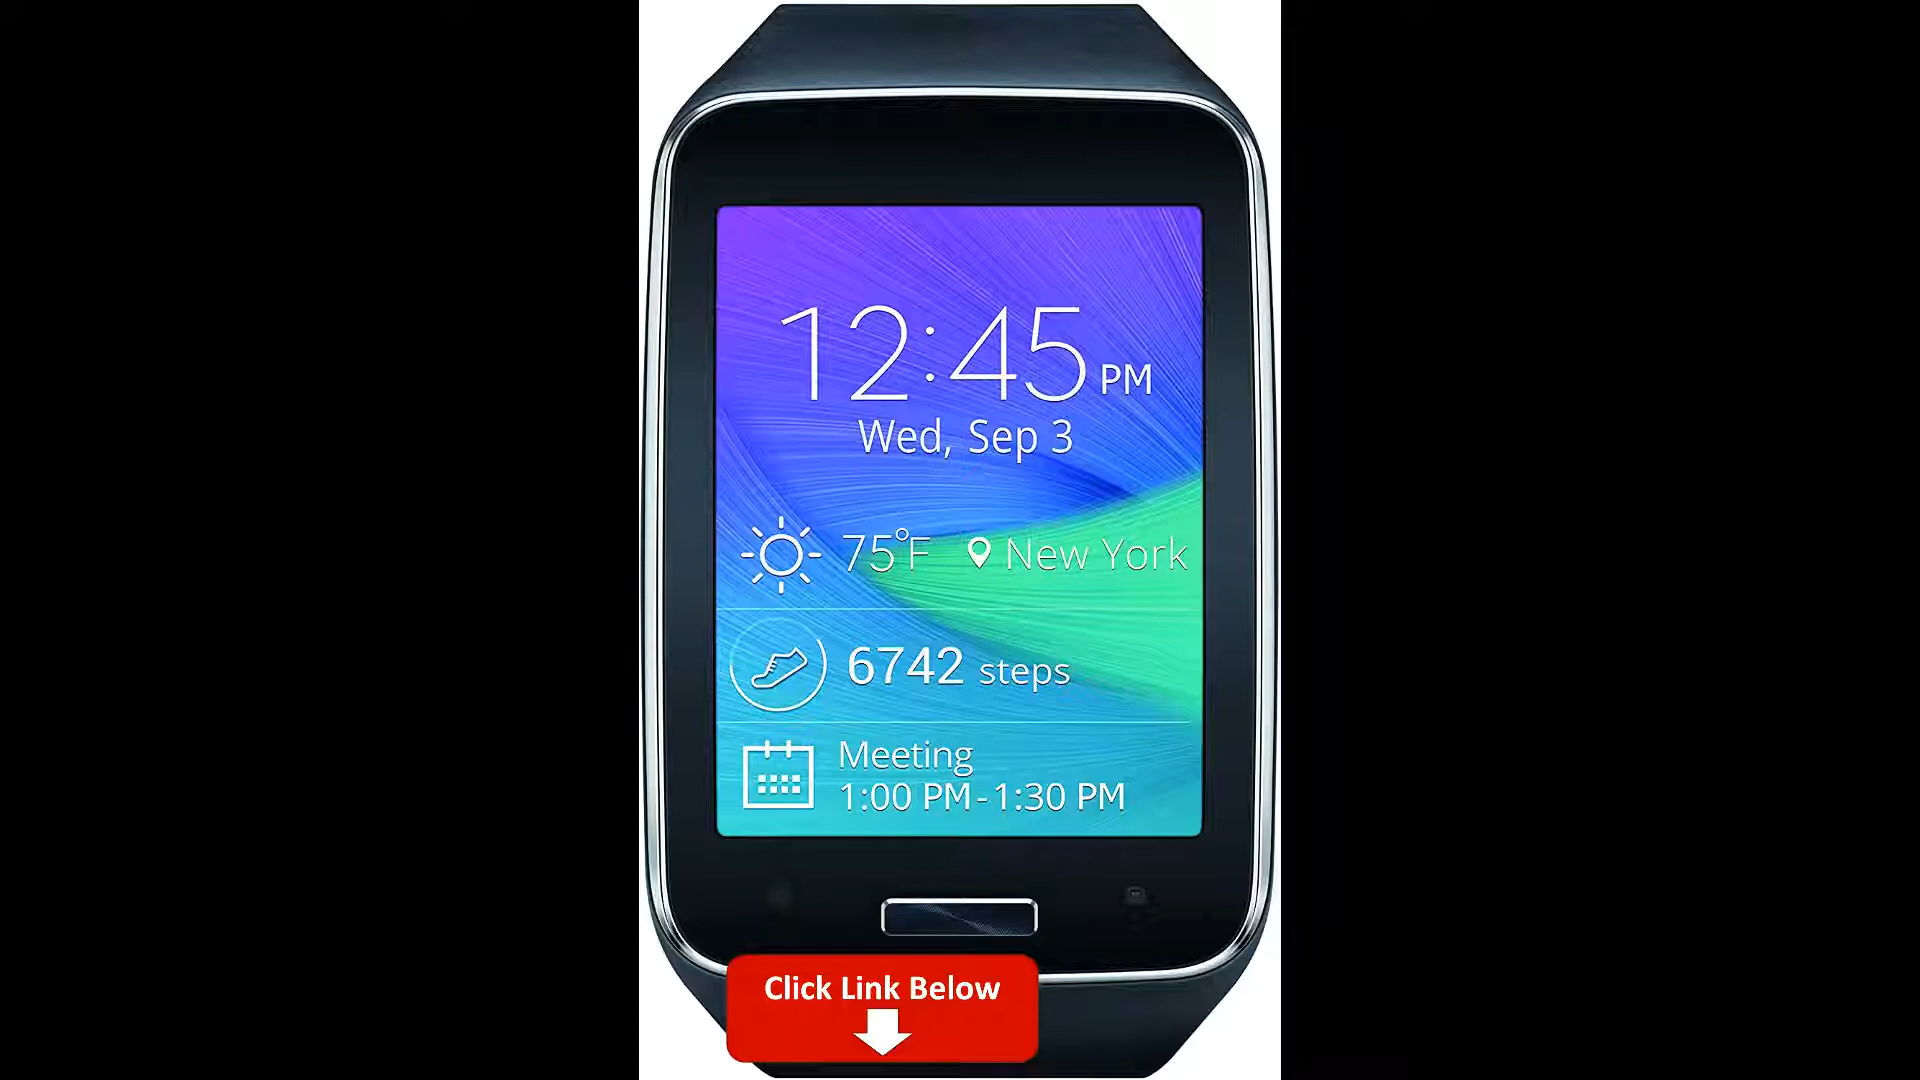 12:45 PM
Wed, Sep 3
75°F New York
6742 steps
Meeting
1:00 PM - 1:30 PM
Click Link Below